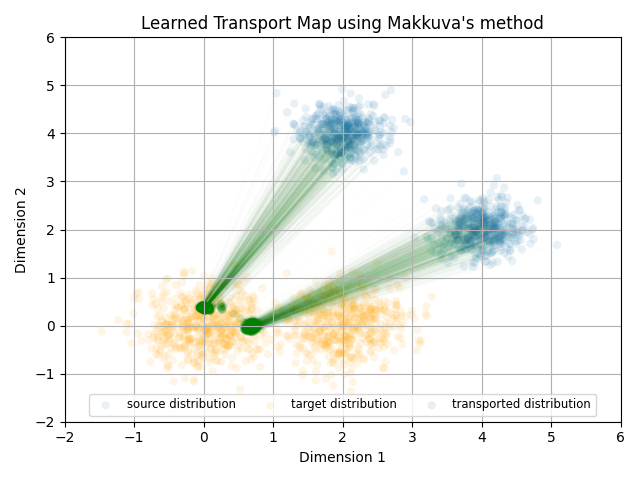 Learned Transport Map using Makkuva's method
6
5
4
3
2
1
0
−1
−2
Dimension 2
source distribution target distribution transported distribution
−2 −1 0 1 2 3 4 5 6
Dimension 1